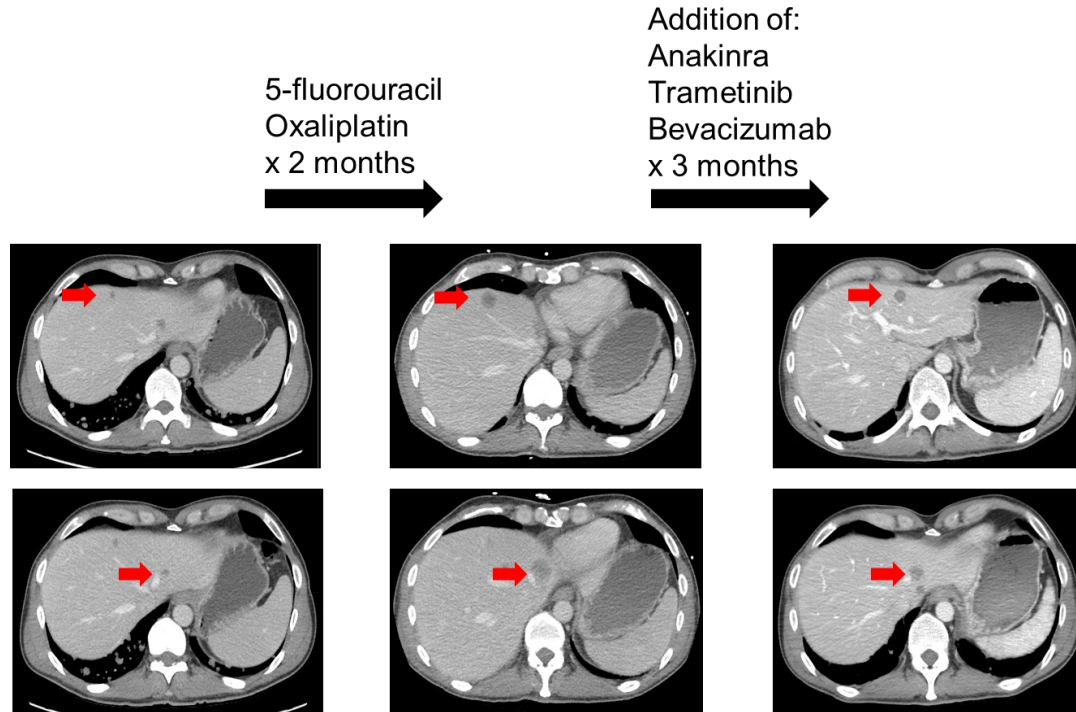 5-fluorouracil
Oxaliplatin
x 2 months
Addition of:
Anakinra
Trametinib
Bevacizumab
x 3 months